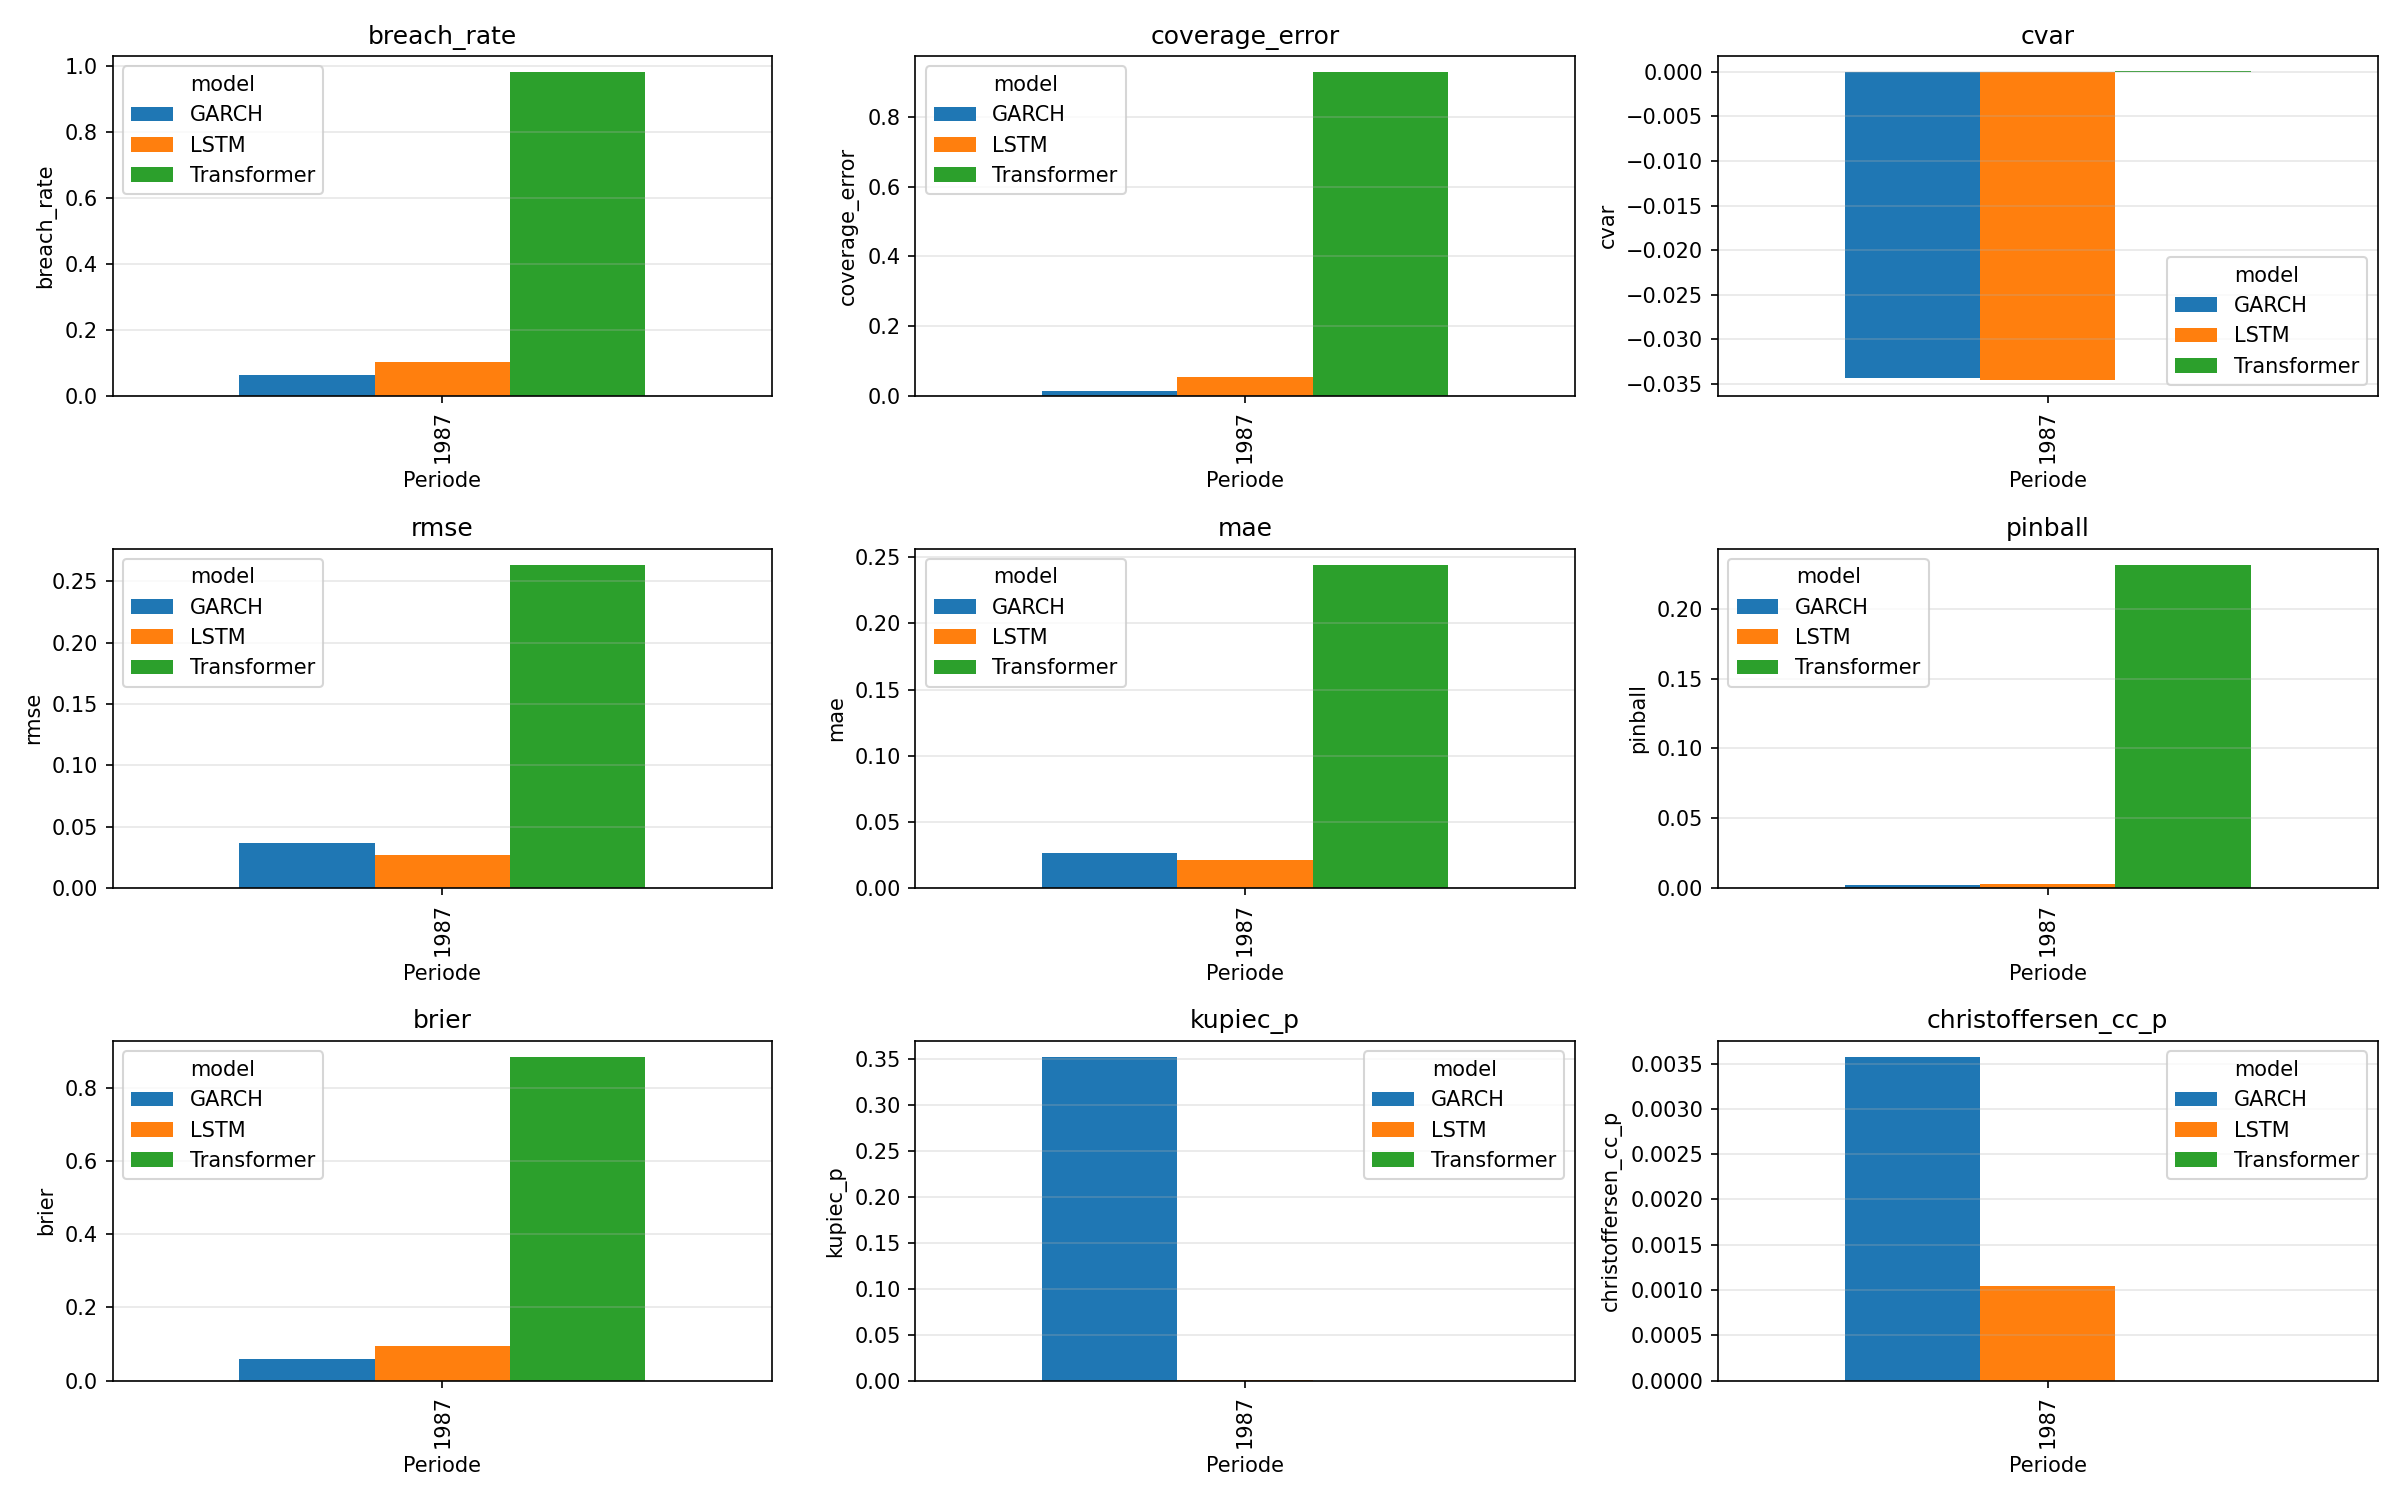 breach_rate
1.0
0.8
0.6
0.4
0.2
0.0
breach_rate
model
GARCH
LSTM
Transformer
1987
Periode
coverage_error
0.8
0.6
0.4
0.2
0.0
coverage_error
model
GARCH
LSTM
Transformer
1987
Periode
cvar
0.000
−0.005
−0.010
−0.015
−0.020
−0.025
−0.030
−0.035
cvar
model
GARCH
LSTM
Transformer
1987
Periode
rmse
0.25
0.20
0.15
0.10
0.05
0.00
rmse
model
GARCH
LSTM
Transformer
1987
Periode
mae
0.25
0.20
0.15
0.10
0.05
0.00
mae
model
GARCH
LSTM
Transformer
1987
Periode
pinball
0.20
0.15
0.10
0.05
0.00
pinball
model
GARCH
LSTM
Transformer
1987
Periode
brier
0.8
0.6
0.4
0.2
0.0
brier
model
GARCH
LSTM
Transformer
1987
Periode
kupiec_p
0.35
0.30
0.25
0.20
0.15
0.10
0.05
0.00
kupiec_p
model
GARCH
LSTM
Transformer
1987
Periode
christoffersen_cc_p
0.0035
0.0030
0.0025
0.0020
0.0015
0.0010
0.0005
0.0000
christoffersen_cc_p
model
GARCH
LSTM
Transformer
1987
Periode